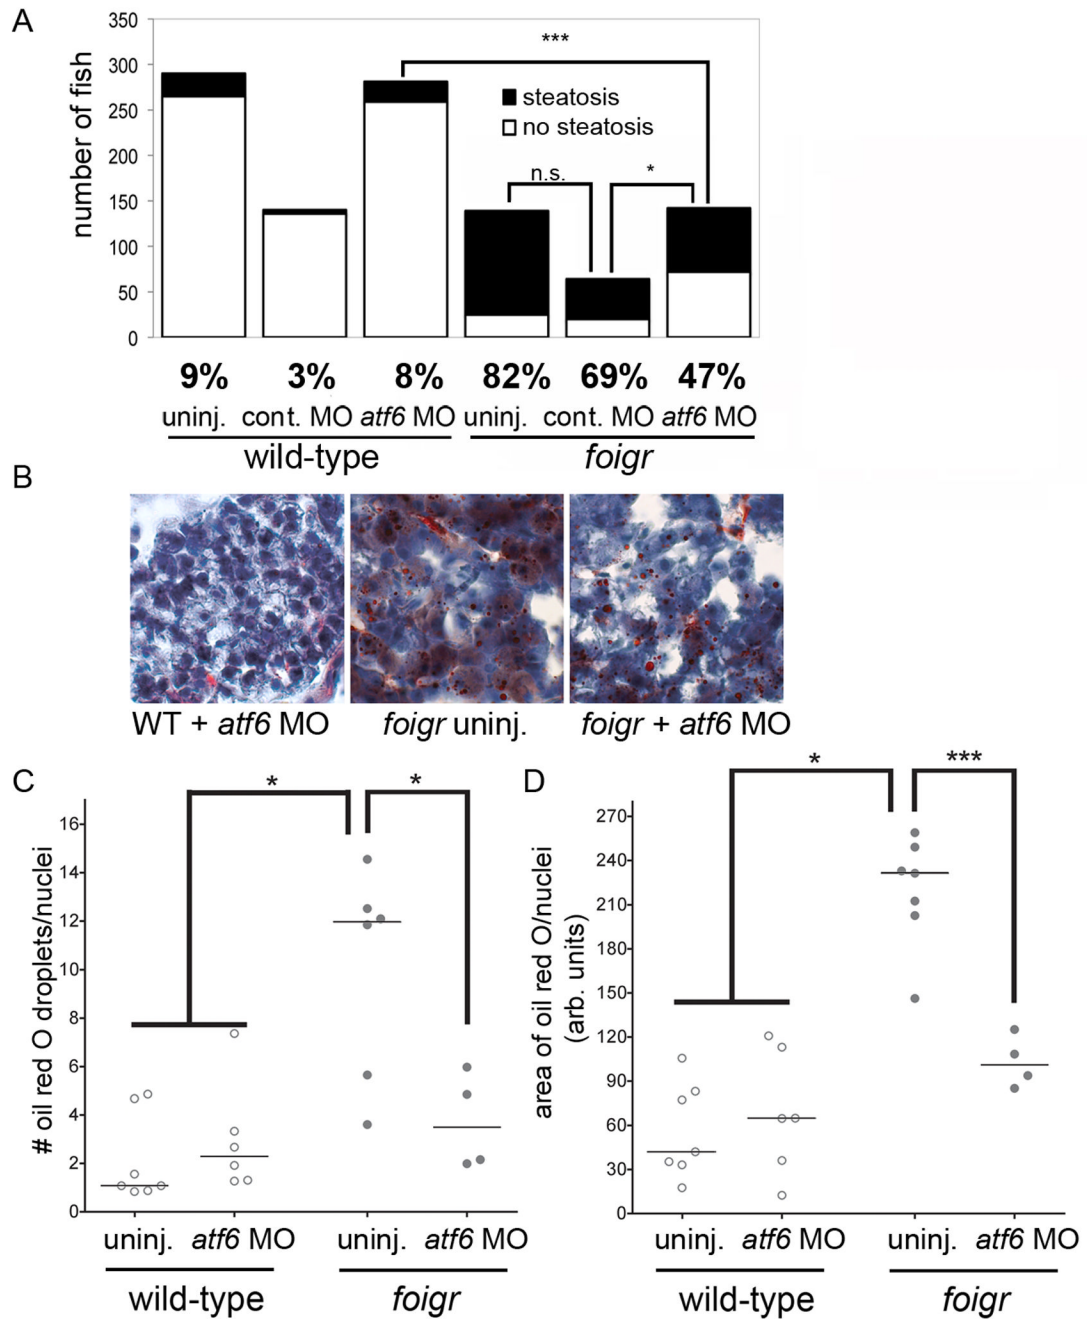 A
350
300
250
200
150
100
50
0
number of fish
***
steatosis
no steatosis
n.s.
*
9% 3% 8% 82% 69% 47%
uninj. cont. MO atf6 MO uninj. cont. MO atf6 MO
wild-type foigr
B
WT + atf6 MO foigr uninj. foigr + atf6 MO
C
# oil red O droplets/nuclei
16
14
12
10
8
6
4
2
0
* *
uninj. atf6 MO uninj. atf6 MO
wild-type foigr
D
area of oil red O/nuclei
(arb. units)
270
240
210
180
150
120
90
60
30
0
* ***
uninj. atf6 MO uninj. atf6 MO
wild-type foigr